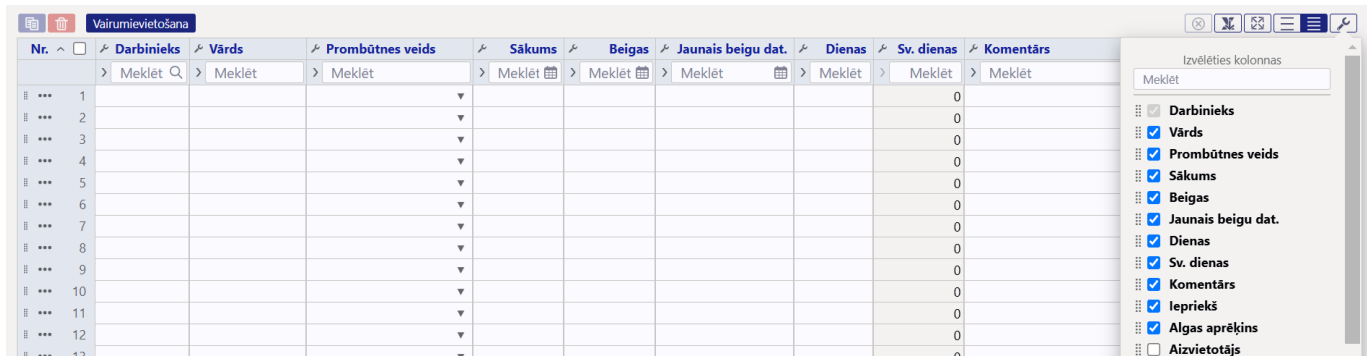 Vairumievietošana
Nr. Darbinieks Vārds Prombūtnes veids Sākums Beigas Jaunais beigu dat. Dienas Sv. dienas Komentārs
Meklēt Meklēt Meklēt Meklēt Meklēt Meklēt Meklēt Meklēt Meklēt
1 0
2 0
3 0
4 0
5 0
6 0
7 0
8 0
9 0
10 0
11 0
12 0
13 0
Izvēlēties kolonnas
Meklēt
Darbinieks
Vārds
Prombūtnes veids
Sākums
Beigas
Jaunais beigu dat.
Dienas
Sv. dienas
Komentārs
Iepriekš
Algas aprēķins
Aizvietotājs